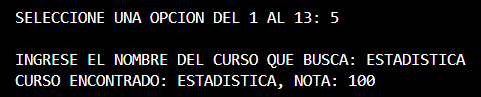 SELECCIONE UNA OPCION DEL 1 AL 13: 5
INGRESE EL NOMBRE DEL CURSO QUE BUSCA: ESTADISTICA
CURSO ENCONTRADO: ESTADISTICA, NOTA: 100